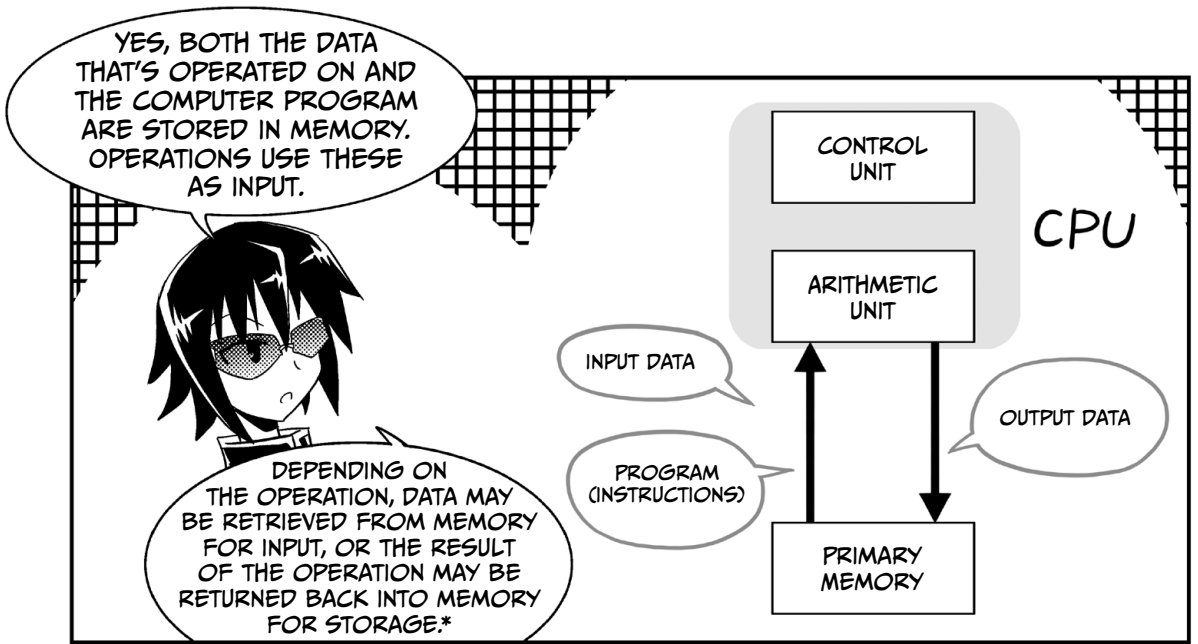 YES, BOTH THE DATA
THAT'S OPERATED ON AND
THE COMPUTER PROGRAM
ARE STORED IN MEMORY.
OPERATIONS USE THESE
AS INPUT.
DEPENDING ON
THE OPERATION, DATA MAY
BE RETRIEVED FROM MEMORY
FOR INPUT, OR THE RESULT
OF THE OPERATION MAY BE
RETURNED BACK INTO MEMORY
FOR STORAGE.*
CONTROL
UNIT
CPU
ARITHMETIC
UNIT
INPUT DATA
OUTPUT DATA
PROGRAM
(INSTRUCTIONS)
PRIMARY
MEMORY